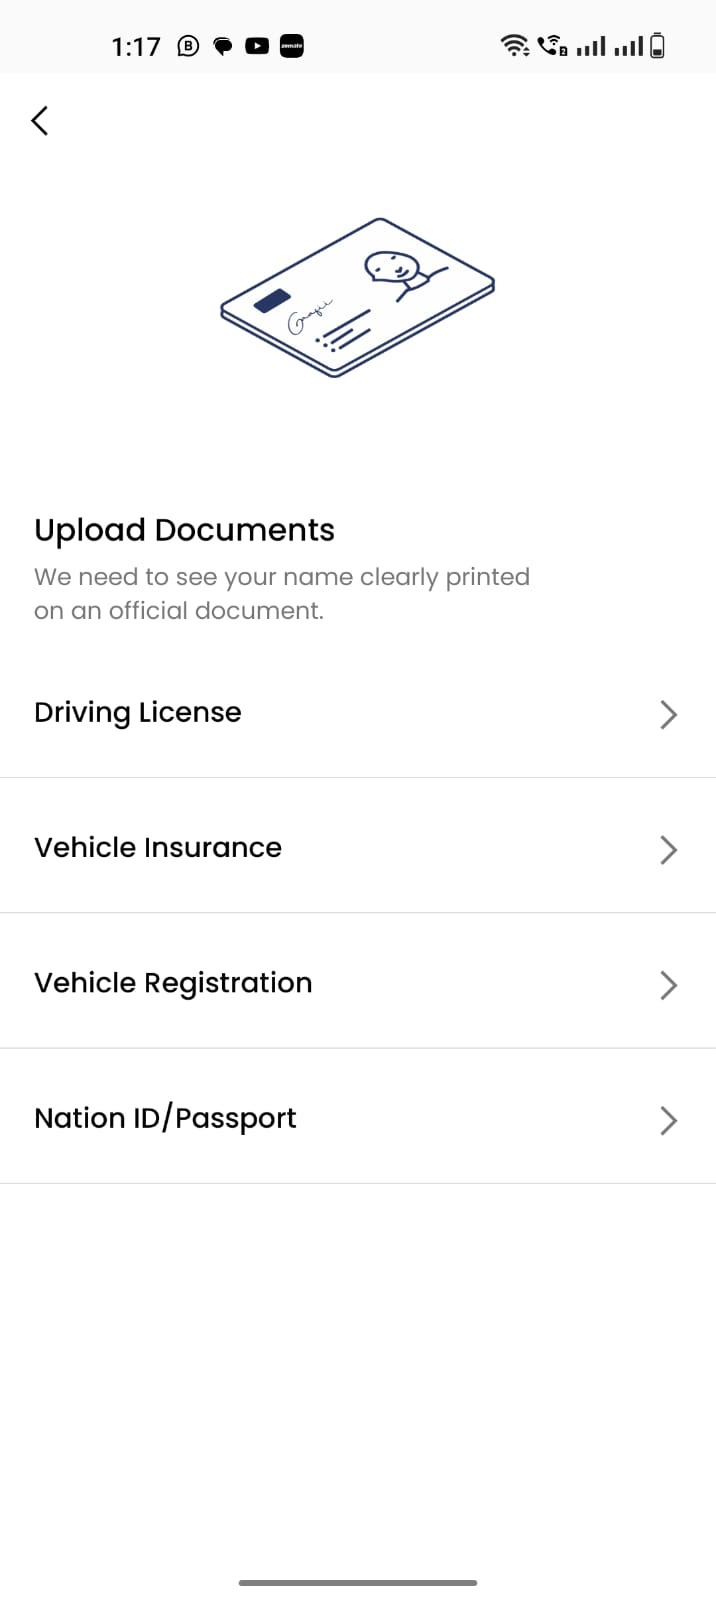 1:17
Upload Documents
We need to see your name clearly printed
on an official document.
Driving License
Vehicle Insurance
Vehicle Registration
Nation ID/Passport